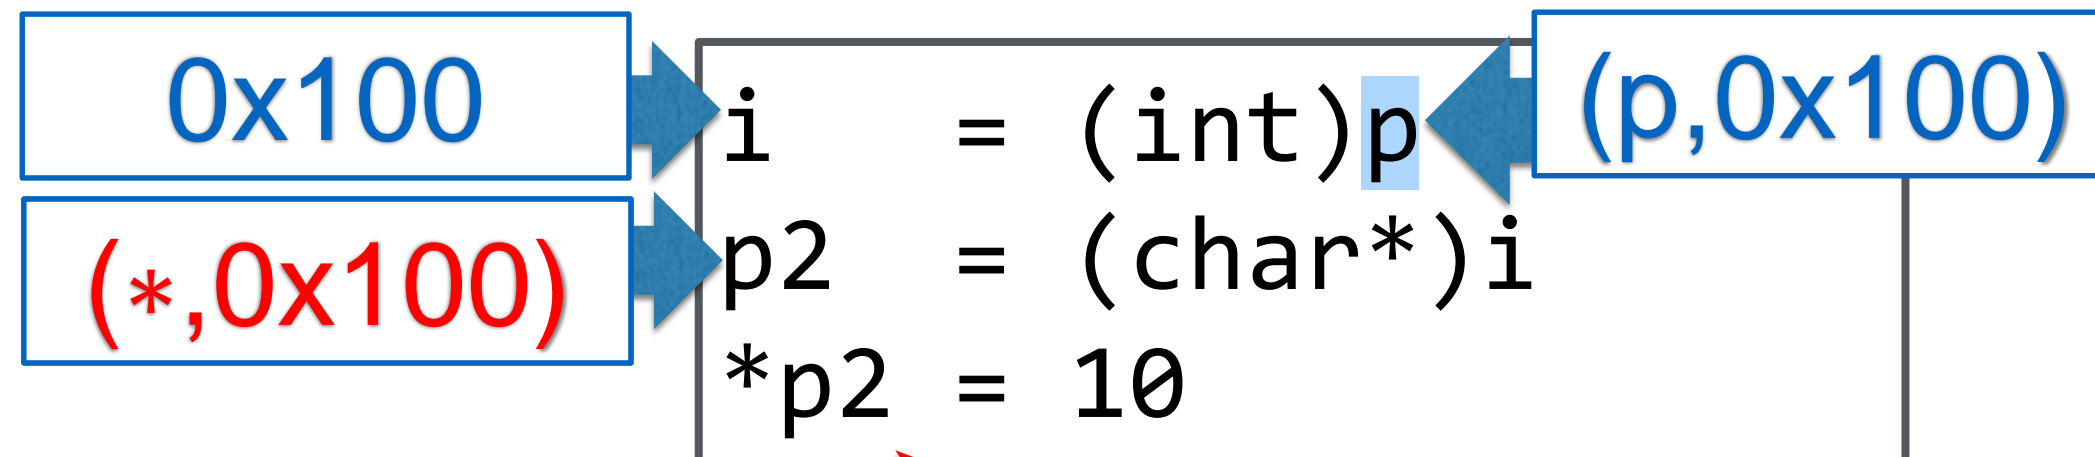 0x100
i = (int)p
(p,0x100)
(*,0x100)
p2 = (char*)i
*p2 = 10